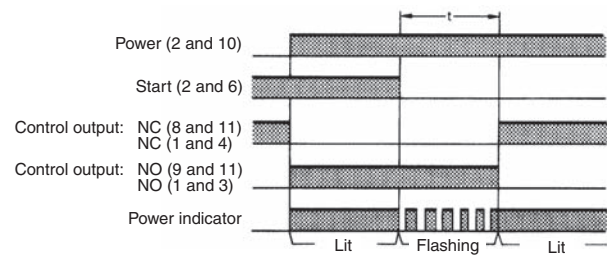 t
Power (2 and 10)
Start (2 and 6)
Control output: NC (8 and 11)
NC (1 and 4)
Control output: NO (9 and 11)
NO (1 and 3)
Power indicator
Lit Flashing Lit